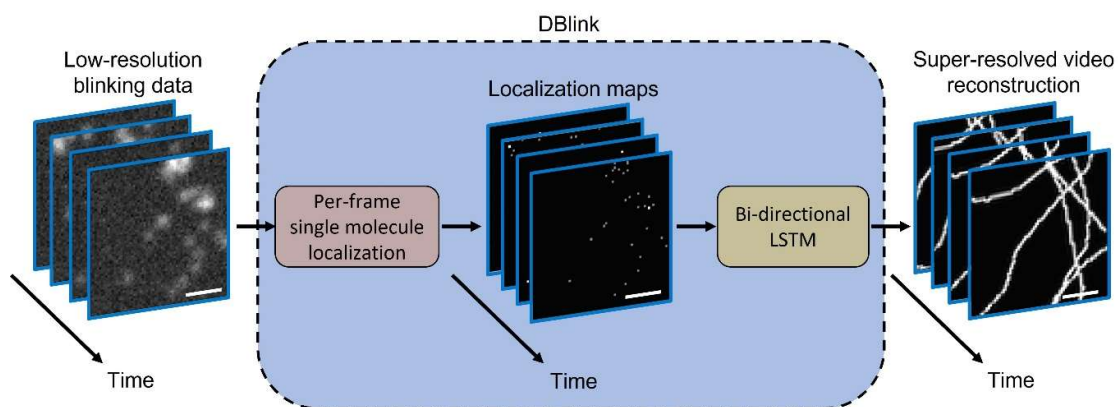 DBlink
Low-resolution
blinking data
Localization maps
Super-resolved video
reconstruction
Per-frame
single molecule
localization
Bi-directional
LSTM
Time
Time
Time